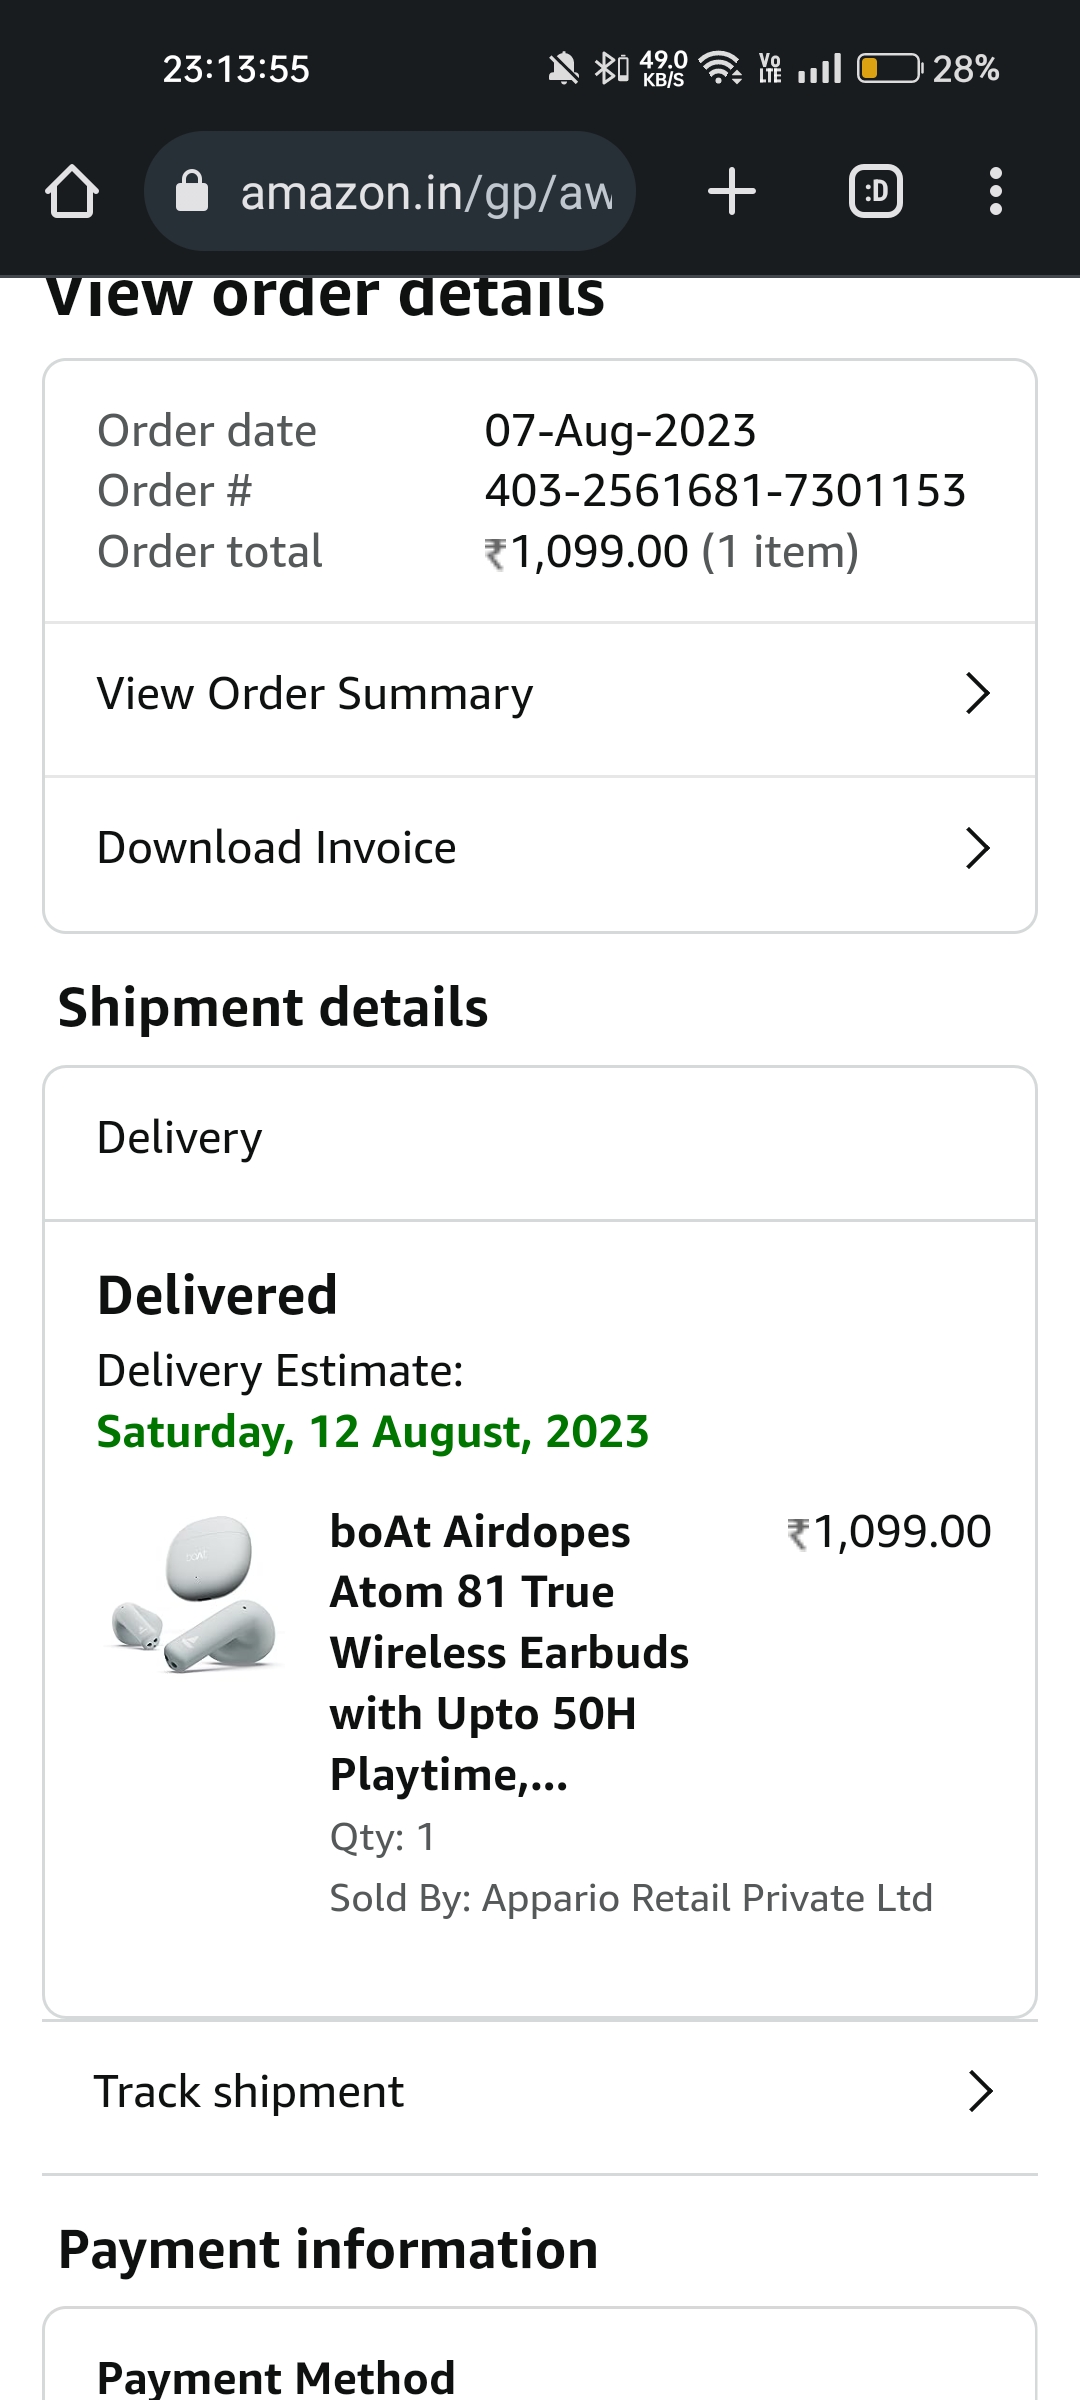 23:13:55
49.0 KB/S
Vo LTE
28%
amazon.in/gp/aw
:D
View order details
Order date 07-Aug-2023
Order # 403-2561681-7301153
Order total ₹1,099.00 (1 item)
View Order Summary
Download Invoice
Shipment details
Delivery
Delivered
Delivery Estimate:
Saturday, 12 August, 2023
boAt
boAt Airdopes ₹1,099.00
Atom 81 True
Wireless Earbuds
with Upto 50H
Playtime,...
Qty: 1
Sold By: Appario Retail Private Ltd
Track shipment
Payment information
Payment Method